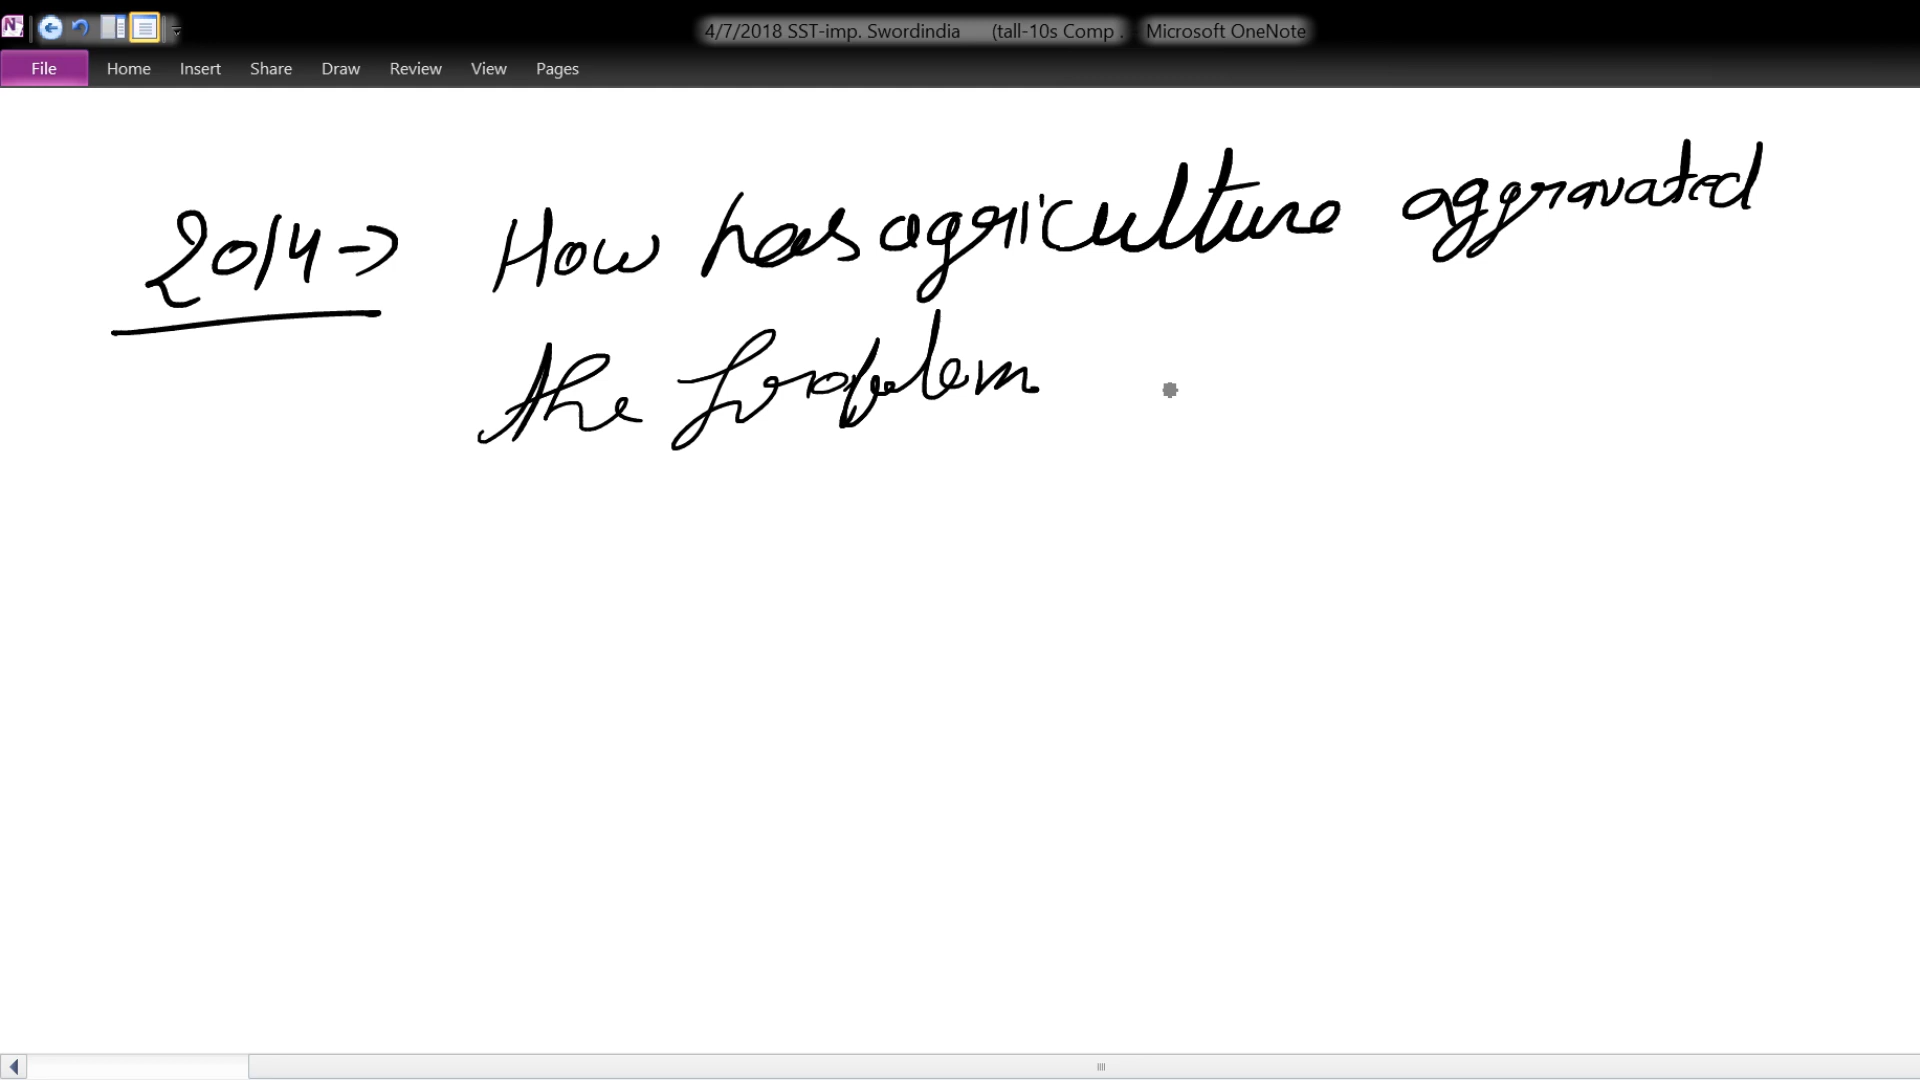 4/7/2018 SST-imp. Swordindia (tall-10s Comp . Microsoft OneNote
File Home Insert Share Draw Review View Pages
2014→ How has agriculture aggravated
the problem